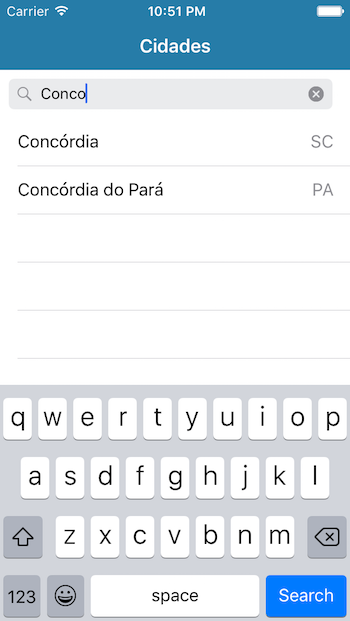 Carrier 10:51 PM
Cidades
Conco
Concórdia SC
Concórdia do Pará PA
q w e r t y u i o p
a s d f g h j k l
z x c v b n m
123 space Search